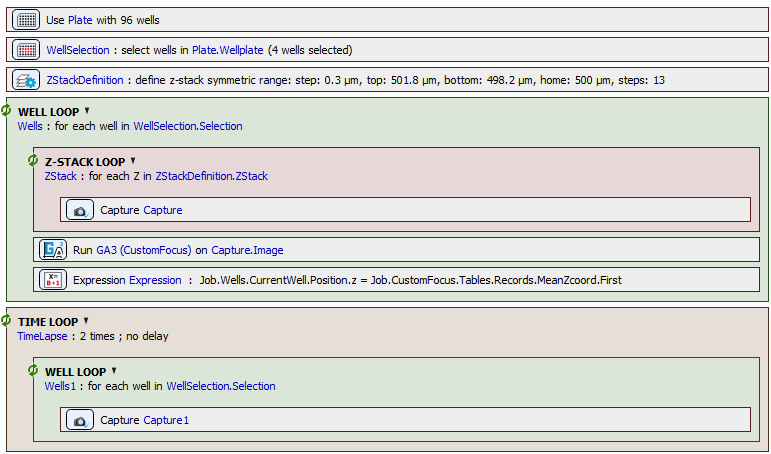 Use Plate with 96 wells
WellSelection : select wells in Plate.Wellplate (4 wells selected)
ZStackDefinition : define z-stack symmetric range: step: 0.3 µm, top: 501.8 µm, bottom: 498.2 µm, home: 500 µm, steps: 13
WELL LOOP ▼
Wells : for each well in WellSelection.Selection
Z-STACK LOOP ▼
ZStack : for each Z in ZStackDefinition.ZStack
Capture Capture
Run GA3 (CustomFocus) on Capture.Image
Expression Expression : Job.Wells.CurrentWell.Position.z = Job.CustomFocus.Tables.Records.MeanZcoord.First
TIME LOOP ▼
TimeLapse : 2 times ; no delay
WELL LOOP ▼
Wells1 : for each well in WellSelection.Selection
Capture Capture1